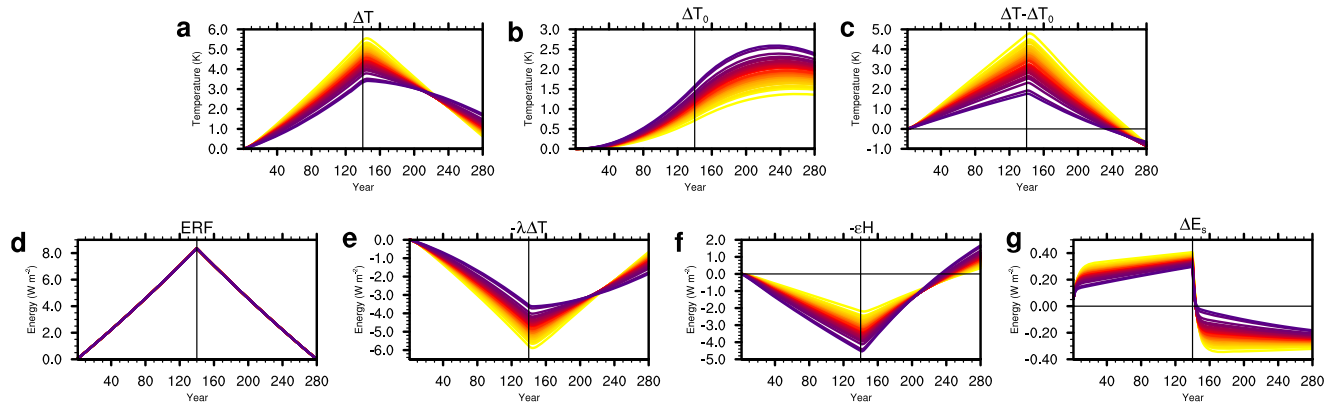 a
ΔT
Temperature (K)
6.0
5.0
4.0
3.0
2.0
1.0
0.0
40 80 120 160 200 240 280
Year
b
ΔT₀
Temperature (K)
3.0
2.5
2.0
1.5
1.0
0.5
0.0
40 80 120 160 200 240 280
Year
c
ΔT-ΔT₀
Temperature (K)
5.0
4.0
3.0
2.0
1.0
0.0
-1.0
40 80 120 160 200 240 280
Year
d
ERF
Energy (W m⁻²)
8.0
6.0
4.0
2.0
0.0
40 80 120 160 200 240 280
Year
e
-λΔT
Energy (W m⁻²)
0.0
-1.0
-2.0
-3.0
-4.0
-5.0
-6.0
40 80 120 160 200 240 280
Year
f
-εH
Energy (W m⁻²)
2.0
1.0
0.0
-1.0
-2.0
-3.0
-4.0
-5.0
40 80 120 160 200 240 280
Year
g
ΔEₛ
Energy (W m⁻²)
0.40
0.20
0.00
-0.20
-0.40
40 80 120 160 200 240 280
Year